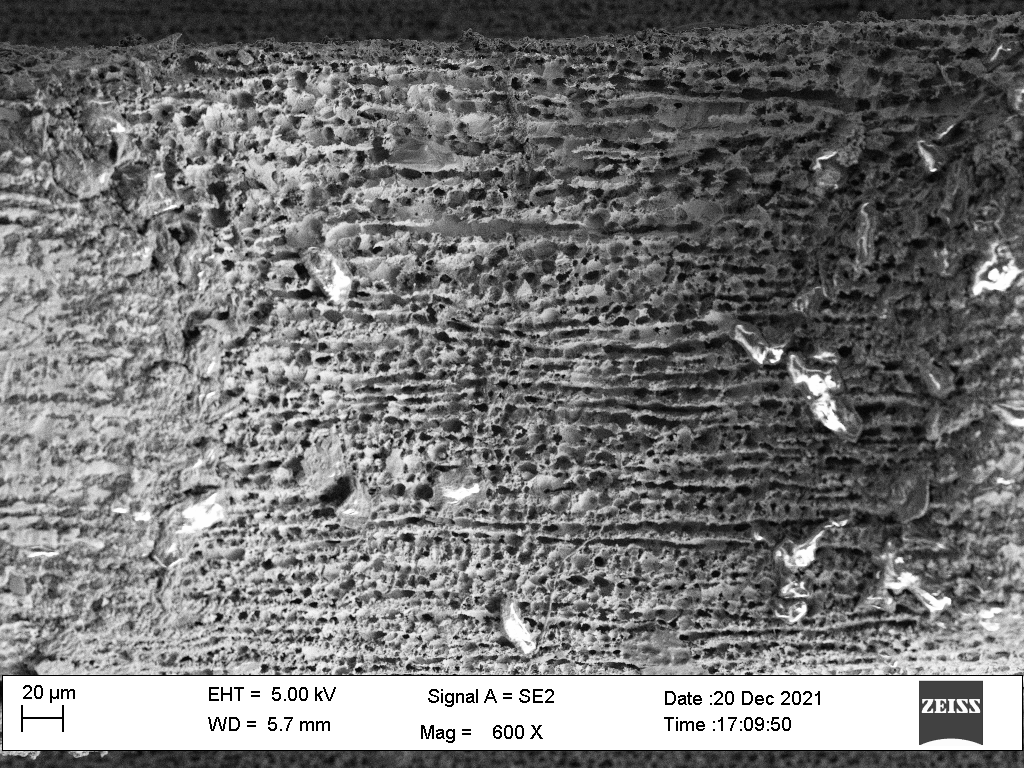 20 µm
EHT = 5.00 kV
WD = 5.7 mm
Signal A = SE2
Mag = 600 X
Date :20 Dec 2021
Time :17:09:50
ZEISS